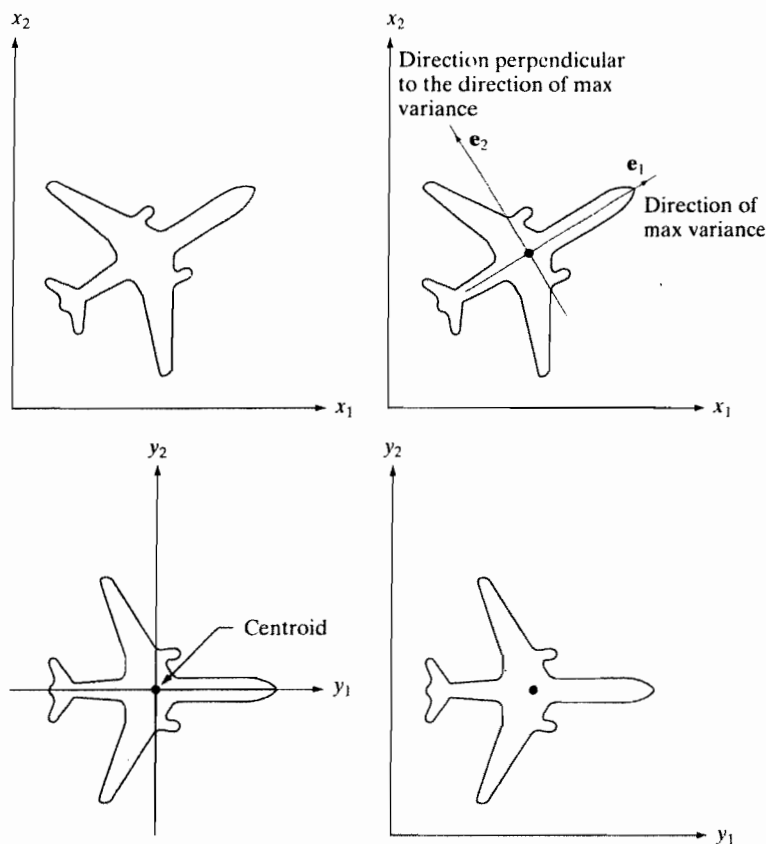 x₂
x₁
x₂
Direction perpendicular
to the direction of max
variance
e₂
e₁
Direction of
max variance
x₁
y₂
Centroid
y₁
y₁